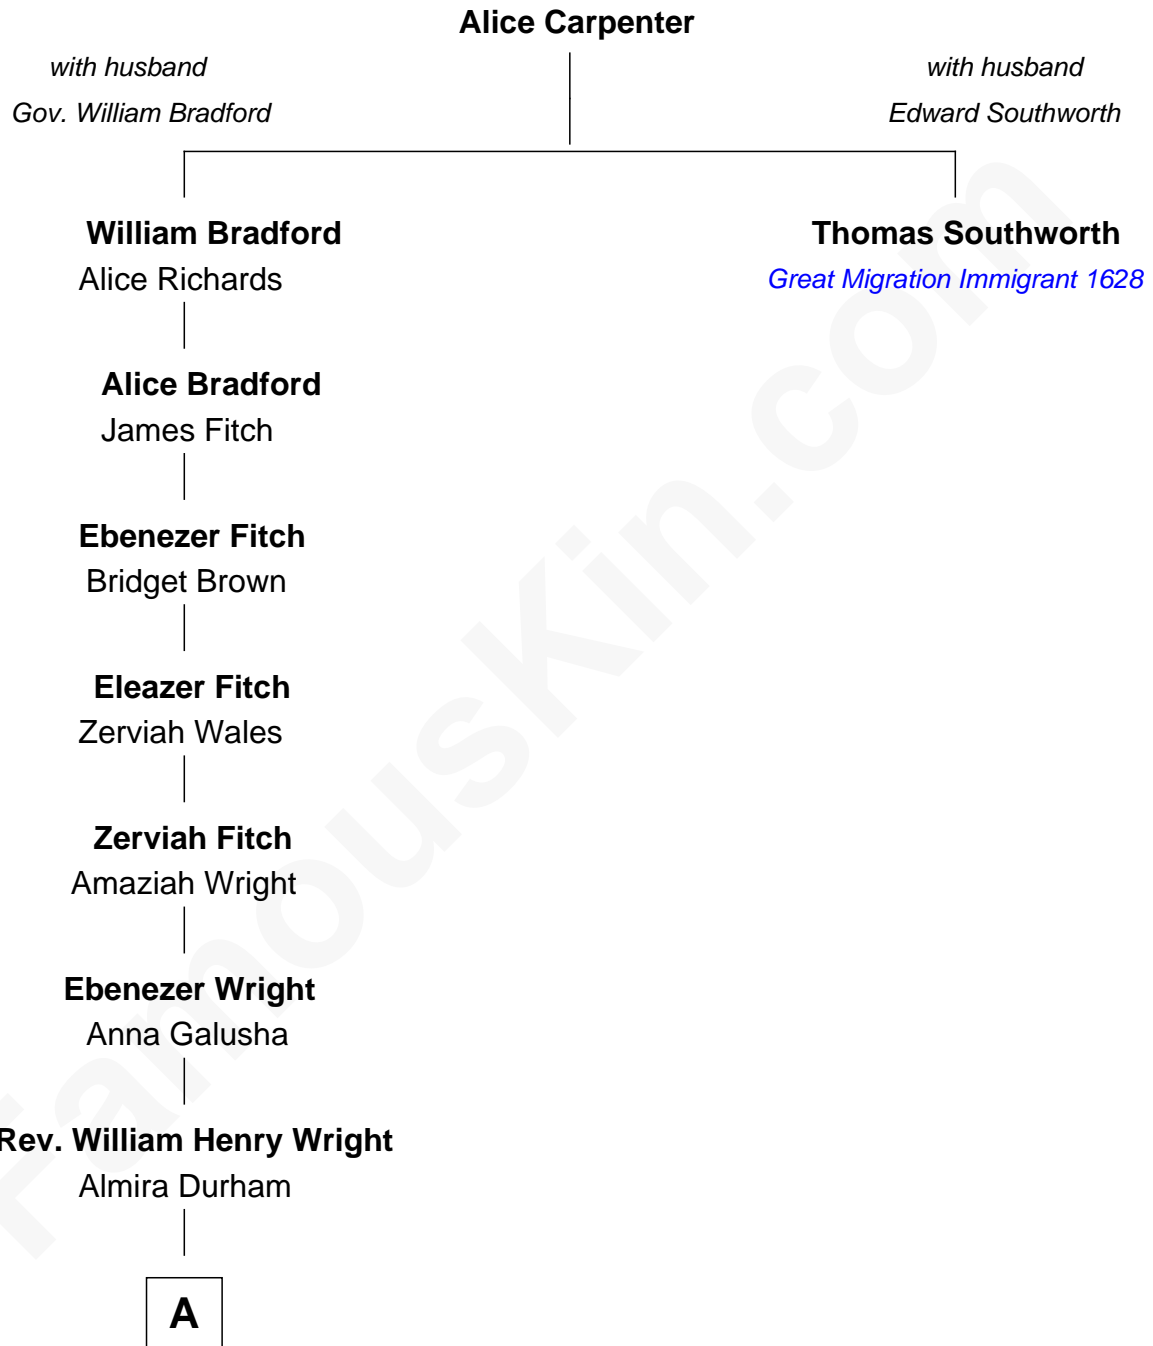 Alice Carpenter
with husband
Gov. William Bradford
with husband
Edward Southworth
William Bradford
Alice Richards
Thomas Southworth
Great Migration Immigrant 1628
Alice Bradford
James Fitch
Ebenezer Fitch
Bridget Brown
Eleazer Fitch
Zerviah Wales
Zerviah Fitch
Amaziah Wright
Ebenezer Wright
Anna Galusha
Rev. William Henry Wright
Almira Durham
A
FamousKin.com